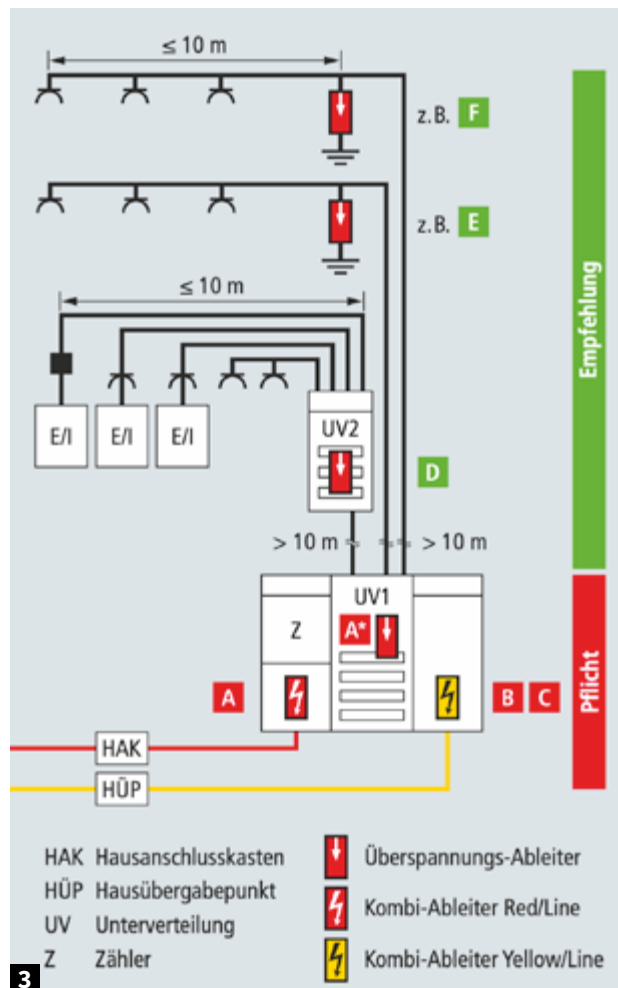 ≤ 10 m
z.B. F
z.B. E
≤ 10 m
E/I E/I E/I
UV2
D
> 10 m > 10 m
UV1
Z
A*
A
B C
HAK
HÜP
Empfehlung
Pflicht
HAK Hausanschlusskasten
HÜP Hausübergabepunkt
UV Unterverteilung
Z Zähler
Überspannungs-Ableiter
Kombi-Ableiter Red/Line
Kombi-Ableiter Yellow/Line
3